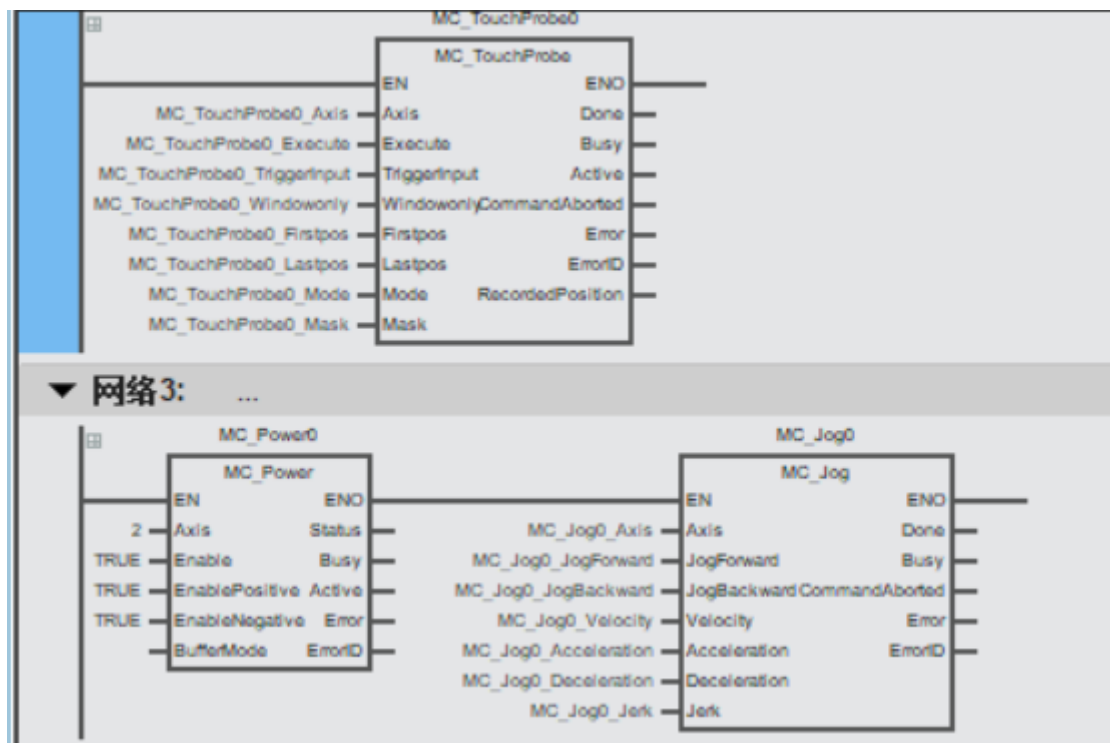 MC_TouchProbe0
MC_TouchProbe
EN ENO
MC_TouchProbe0_Axis Axis Done
MC_TouchProbe0_Execute Execute Busy
MC_TouchProbe0_TriggerInput TriggerInput Active
MC_TouchProbe0_Windowonly Windowonly CommandAborted
MC_TouchProbe0_Firstpos Firstpos Error
MC_TouchProbe0_Lastpos Lastpos ErrorID
MC_TouchProbe0_Mode Mode RecordedPosition
MC_TouchProbe0_Mask Mask
网络3: ...
MC_Power0 MC_Jog0
MC_Power MC_Jog
EN ENO EN ENO
2 Axis Status MC_Jog0_Axis Axis Done
TRUE Enable Busy MC_Jog0_JogForward JogForward Busy
TRUE EnablePositive Active MC_Jog0_JogBackward JogBackward CommandAborted
TRUE EnableNegative Error MC_Jog0_Velocity Velocity Error
BufferMode ErrorID MC_Jog0_Acceleration Acceleration ErrorID
MC_Jog0_Deceleration Deceleration
MC_Jog0_Jerk Jerk